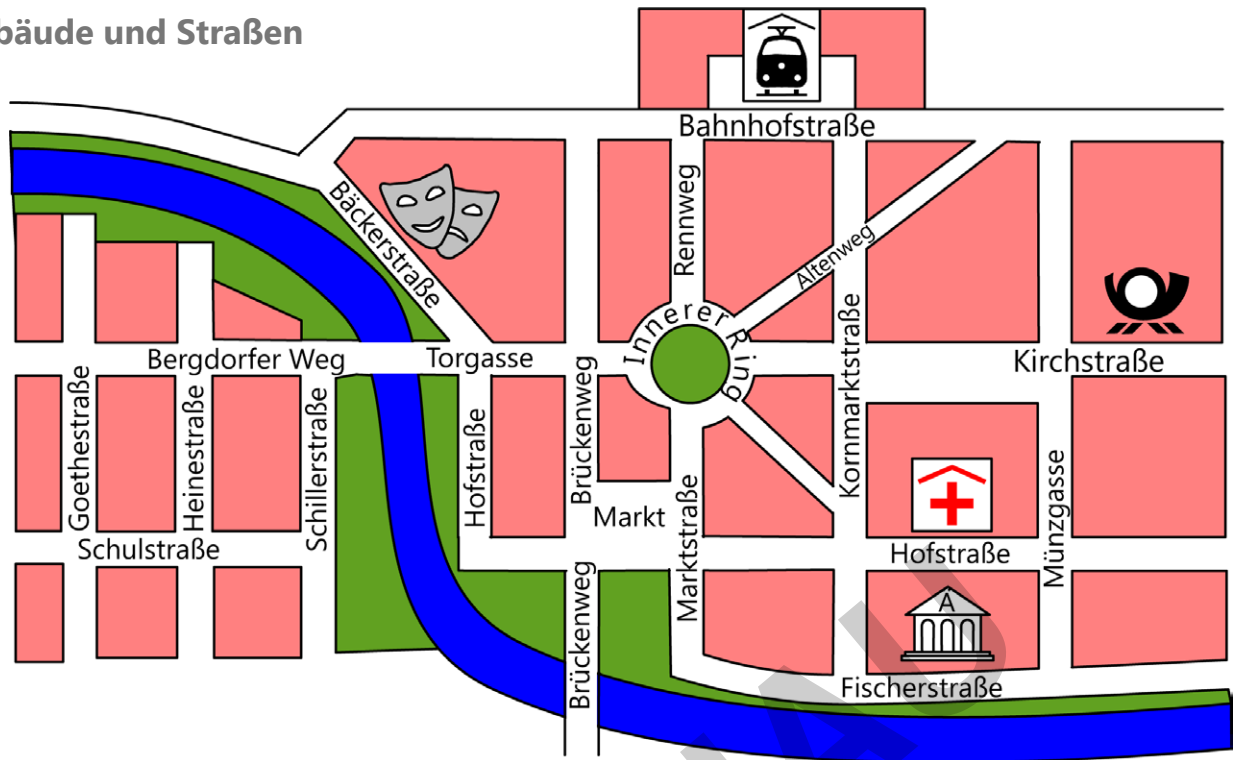 bäude und Straßen
Bahnhofstraße
Bäckerstraße
Rennweg
Altenweg
Innerer Ring
Bergdorfer Weg
Torgasse
Kirchstraße
Goethestraße
Heinestraße
Schillerstraße
Hofstraße
Brückenweg
Kornmarktstraße
Markt
Marktstraße
Münzgasse
Schulstraße
Hofstraße
Brückenweg
A
Fischerstraße